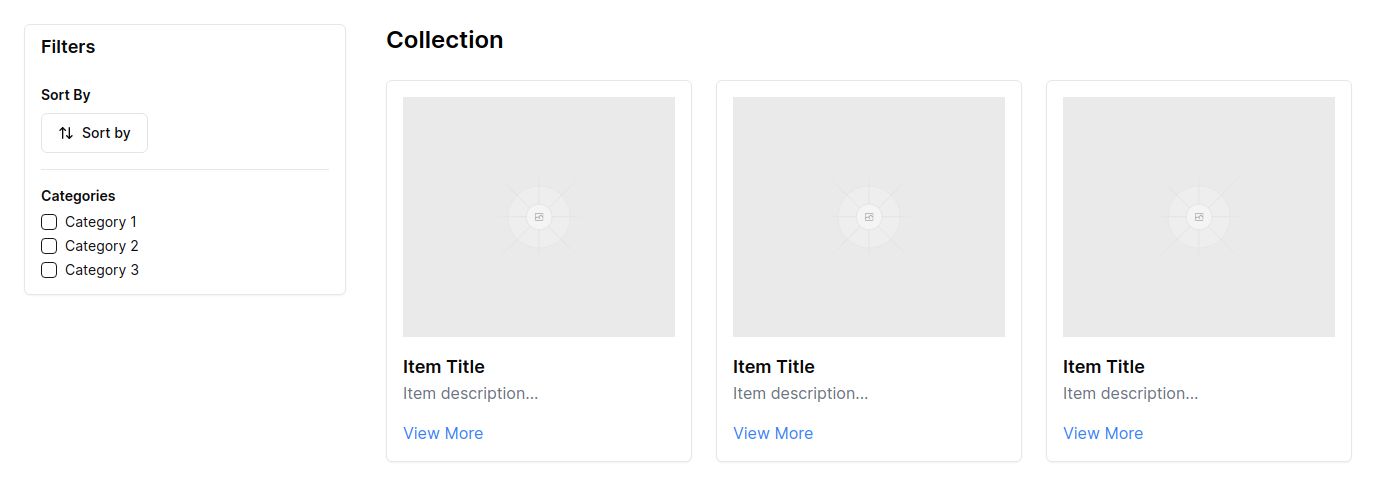 Filters
Sort By
Sort by
Categories
Category 1
Category 2
Category 3
Collection
Item Title
Item description...
View More
Item Title
Item description...
View More
Item Title
Item description...
View More